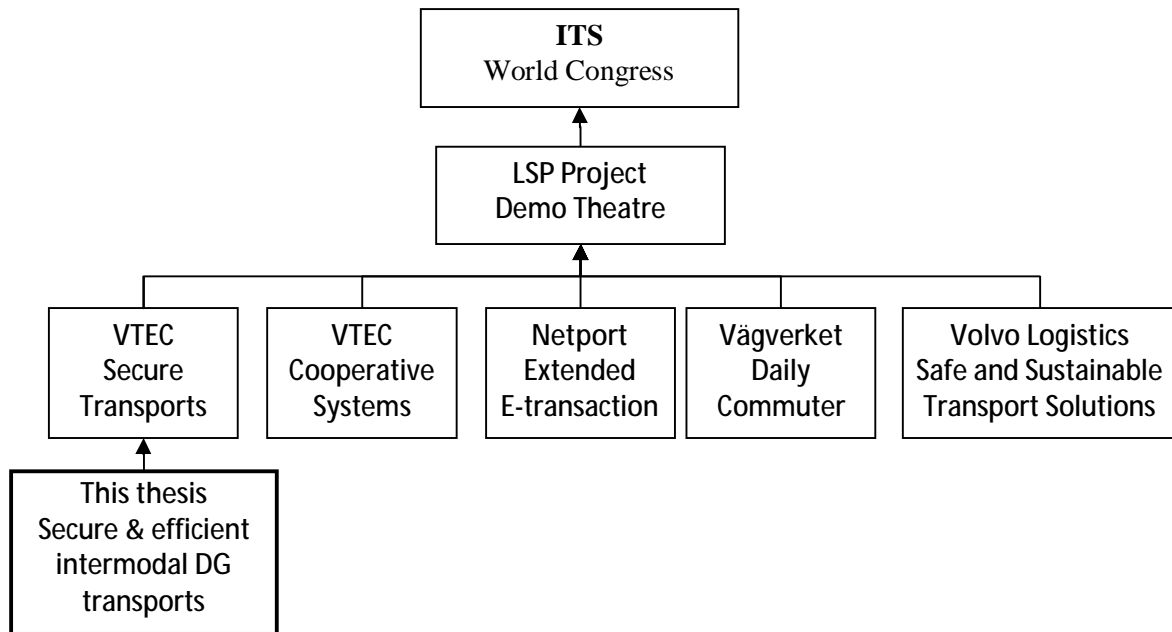 ITS
World Congress
LSP Project
Demo Theatre
VTEC
Secure
Transports
VTEC
Cooperative
Systems
Netport
Extended
E-transaction
Vägverket
Daily
Commuter
Volvo Logistics
Safe and Sustainable
Transport Solutions
This thesis
Secure & efficient
intermodal DG
transports